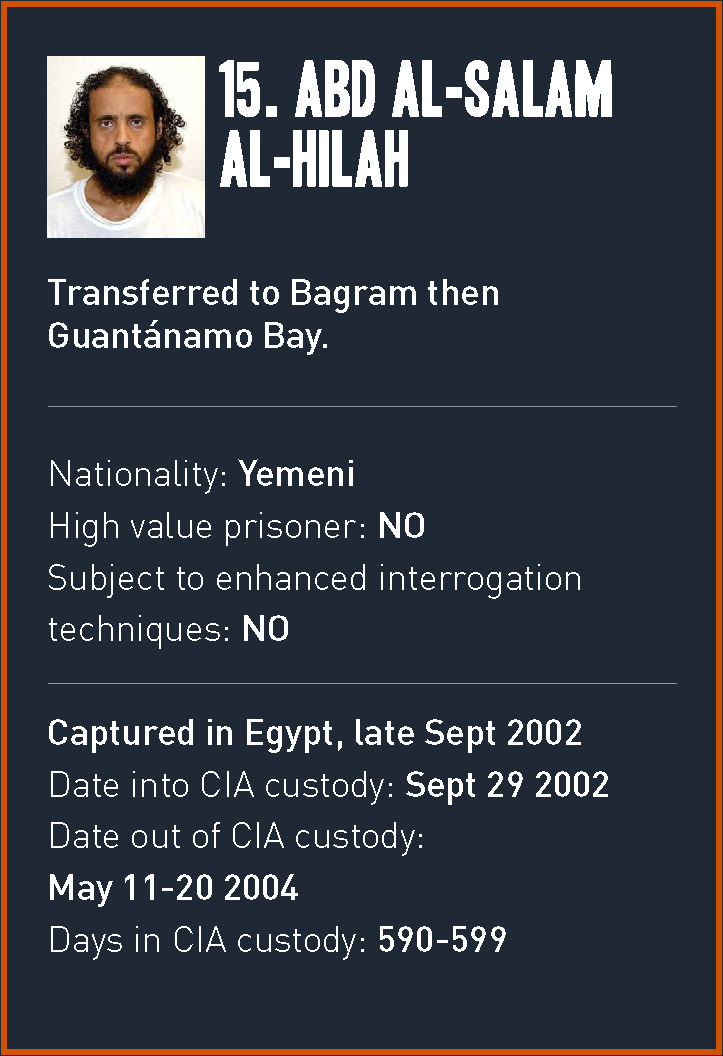 15. ABD AL-SALAM
AL-HILAH
Transferred to Bagram then
Guantánamo Bay.
Nationality: Yemeni
High value prisoner: NO
Subject to enhanced interrogation
techniques: NO
Captured in Egypt, late Sept 2002
Date into CIA custody: Sept 29 2002
Date out of CIA custody:
May 11-20 2004
Days in CIA custody: 590-599